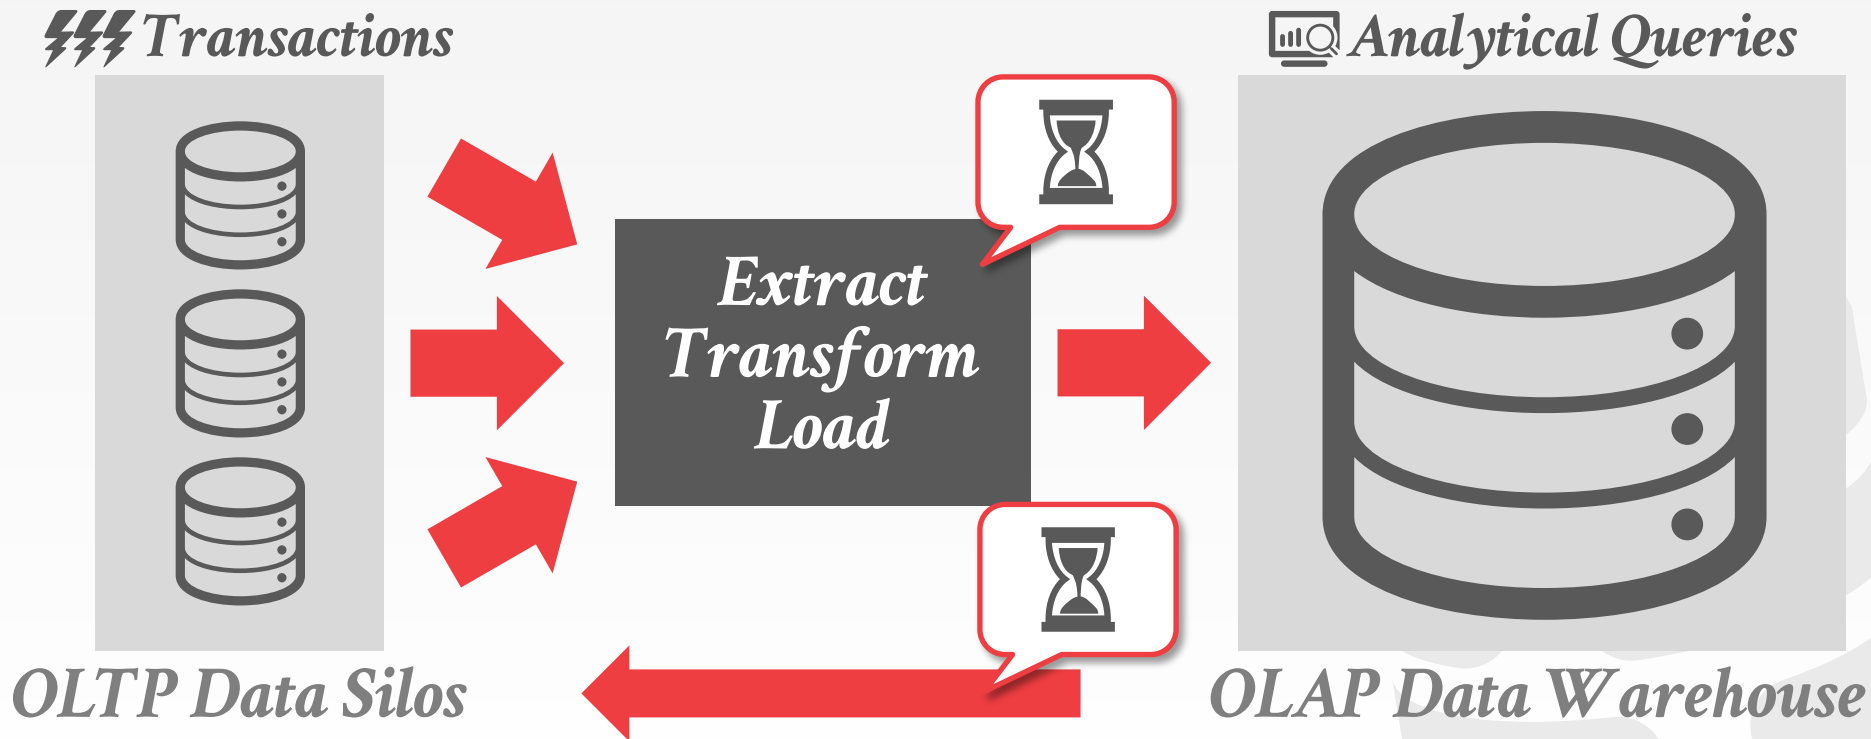 Transactions
Analytical Queries
Extract
Transform
Load
OLTP Data Silos
OLAP Data Warehouse